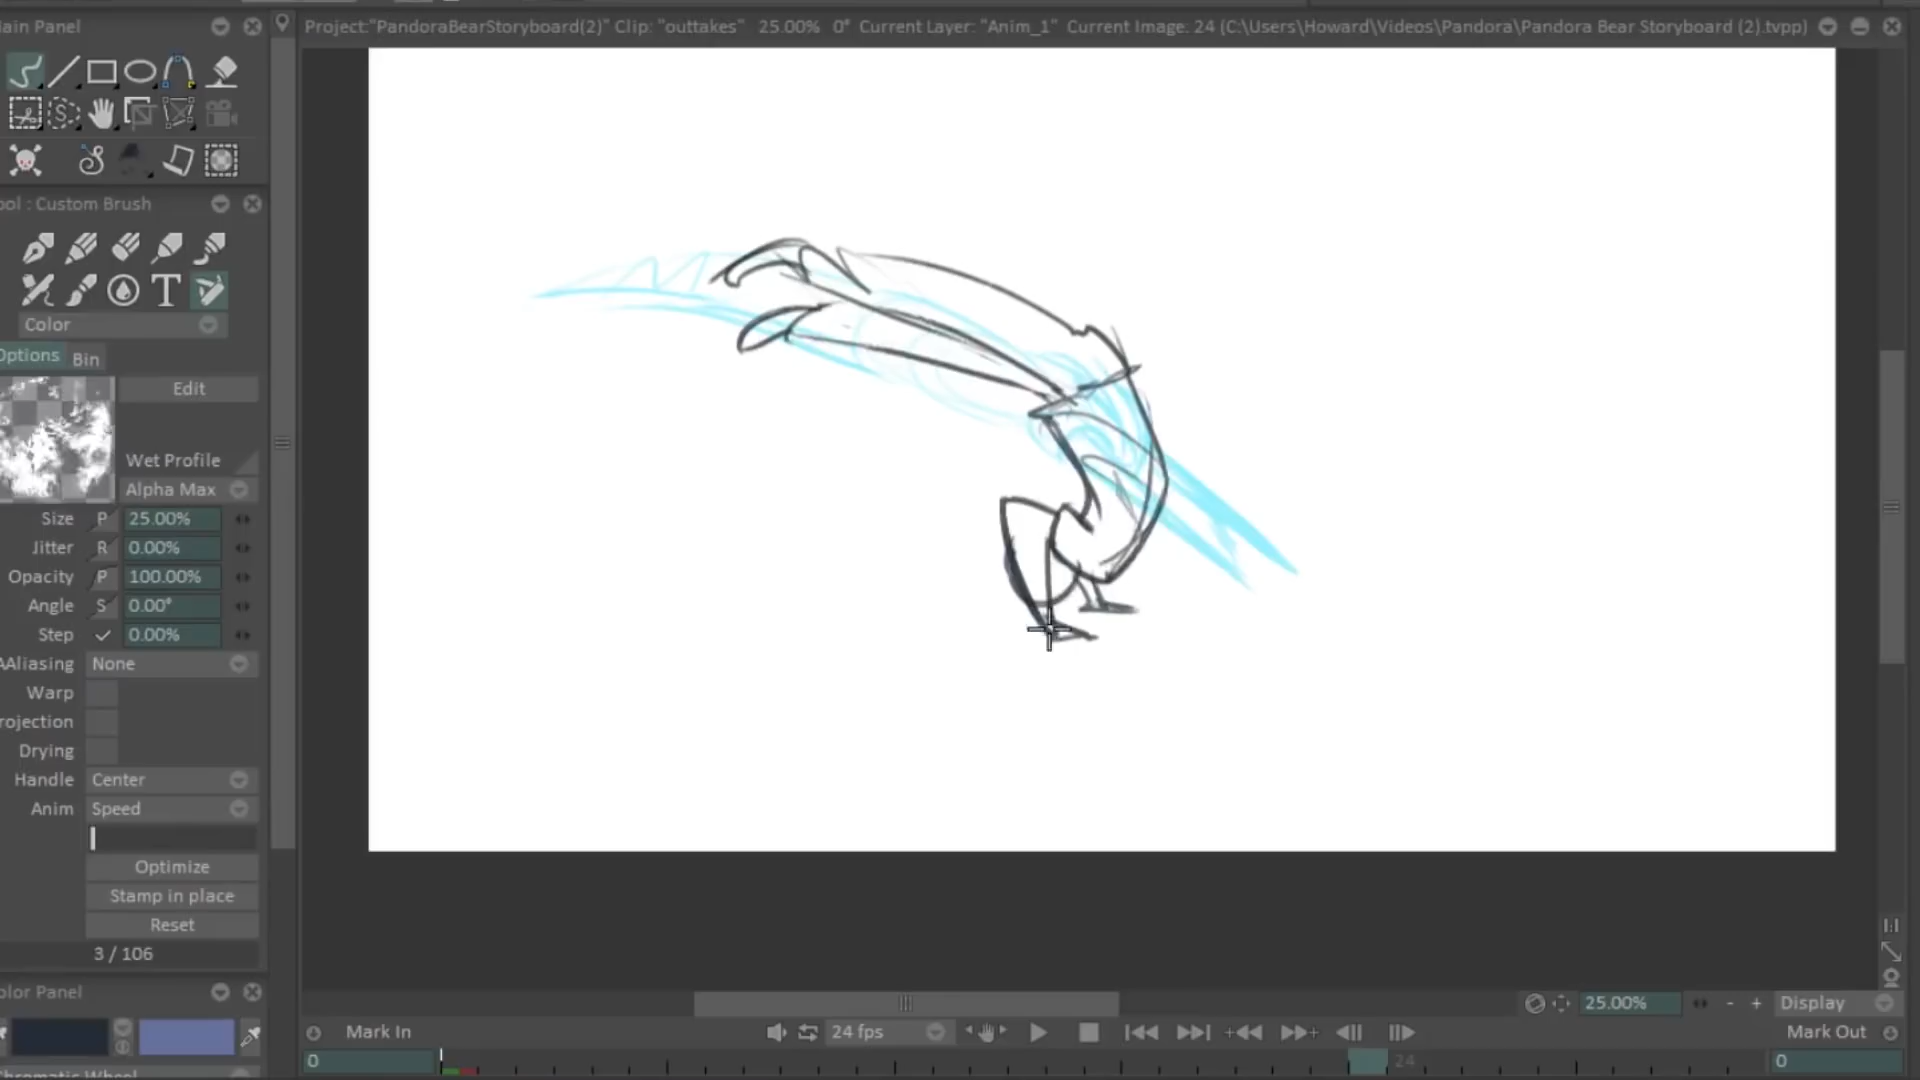 ain Panel
Project:"PandoraBearStoryboard(2)" Clip: "outtakes" 25.00% 0° Current Layer: "Anim_1" Current Image: 24 (C:\Users\Howard\Videos\Pandora\Pandora Bear Storyboard (2).tvpp)
ool : Custom Brush
T
Color
Options Bin
Edit
Wet Profile
Alpha Max
Size P 25.00%
Jitter R 0.00%
Opacity P 100.00%
Angle S 0.00°
Step 0.00%
AAliasing None
Warp
rojection
Drying
Handle Center
Anim Speed
Optimize
Stamp in place
Reset
3 / 106
olor Panel
25.00% - + Display
Mark In 24 fps Mark Out
0 24 0
Chromatic Wheel